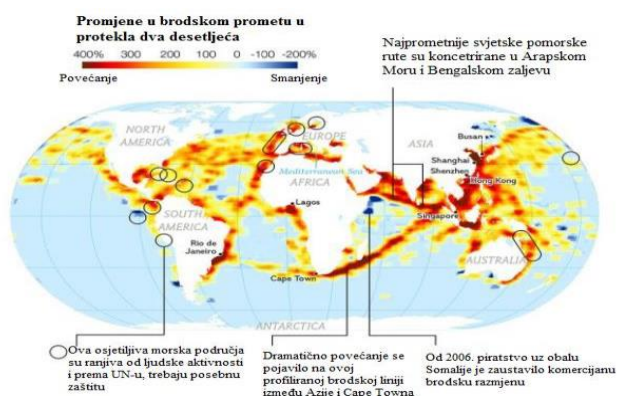 Promjene u brodskom prometu u
protekla dva desetljeća
400% 300 200 100 0 -100 -200%
Povećanje Smanjenje
Najprometnije svjetske pomorske
rute su koncetrirane u Arapskom
Moru i Bengalskom zaljevu
NORTH
AMERICA
EUROPE
ASIA
Busan
Mediterranean Sea
Shanghai
Shenzhen
AFRICA
Hong Kong
Lagos
SOUTH
AMERICA
Singapore
Rio de
Janeiro
AUSTRALIA
Cape Town
ANTARCTICA
Ova osjetiljiva morska područja
su ranjiva od ljudske aktivnosti
i prema UN-u, trebaju posebnu
zaštitu
Dramatično povećanje se
pojavilo na ovoj
profiliranoj brodskoj liniji
između Azije i Cape Towna
Od 2006. piratstvo uz obalu
Somalije je zaustavilo komercijanu
brodsku razmjenu